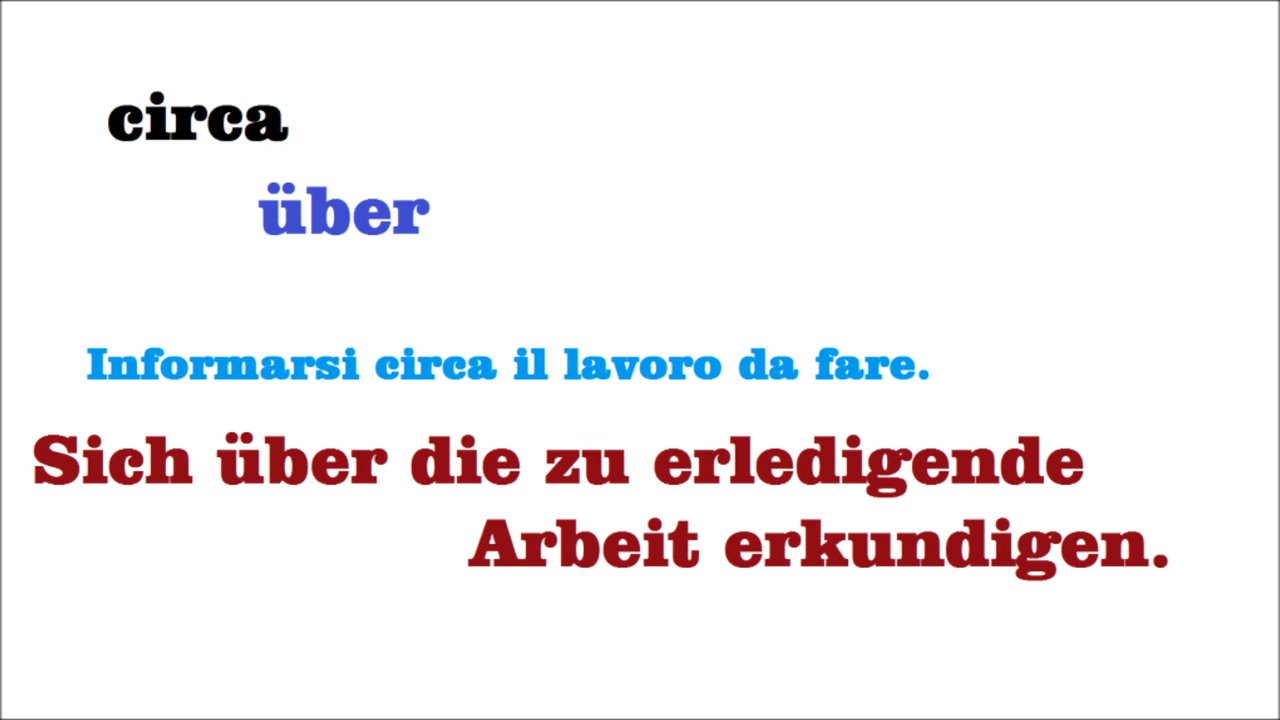 circa
über
Informarsi circa il lavoro da fare.
Sich über die zu erledigende
Arbeit erkundigen.